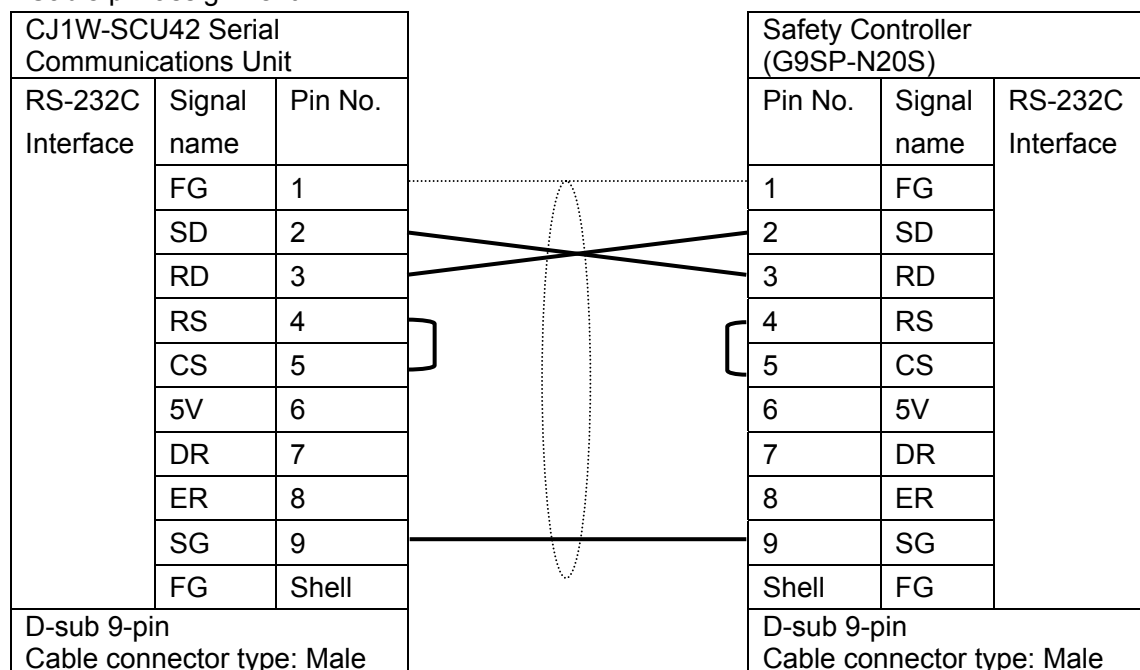 CJ1W-SCU42 Serial
Communications Unit
RS-232C Signal Pin No.
Interface name
FG 1
SD 2
RD 3
RS 4
CS 5
5V 6
DR 7
ER 8
SG 9
FG Shell
D-sub 9-pin
Cable connector type: Male
Safety Controller
(G9SP-N20S)
Pin No. Signal RS-232C
name Interface
1 FG
2 SD
3 RD
4 RS
5 CS
6 5V
7 DR
8 ER
9 SG
Shell FG
D-sub 9-pin
Cable connector type: Male